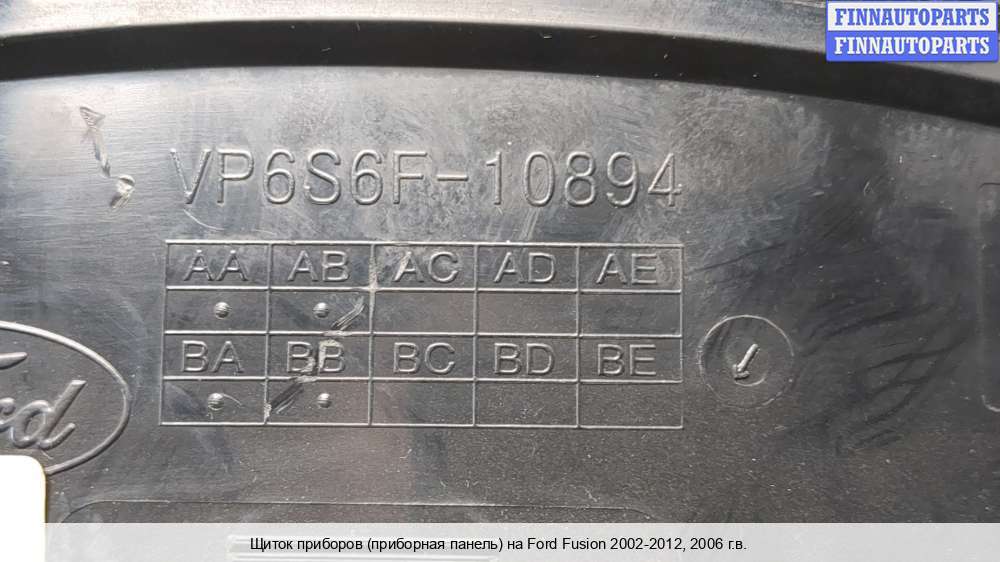 FINNAUTOPARTS
FINNAUTOPARTS
VP6S6F-10894
AA AB AC AD AE
BA BB BC BD BE
Ford
Щиток приборов (приборная панель) на Ford Fusion 2002-2012, 2006 г.в.